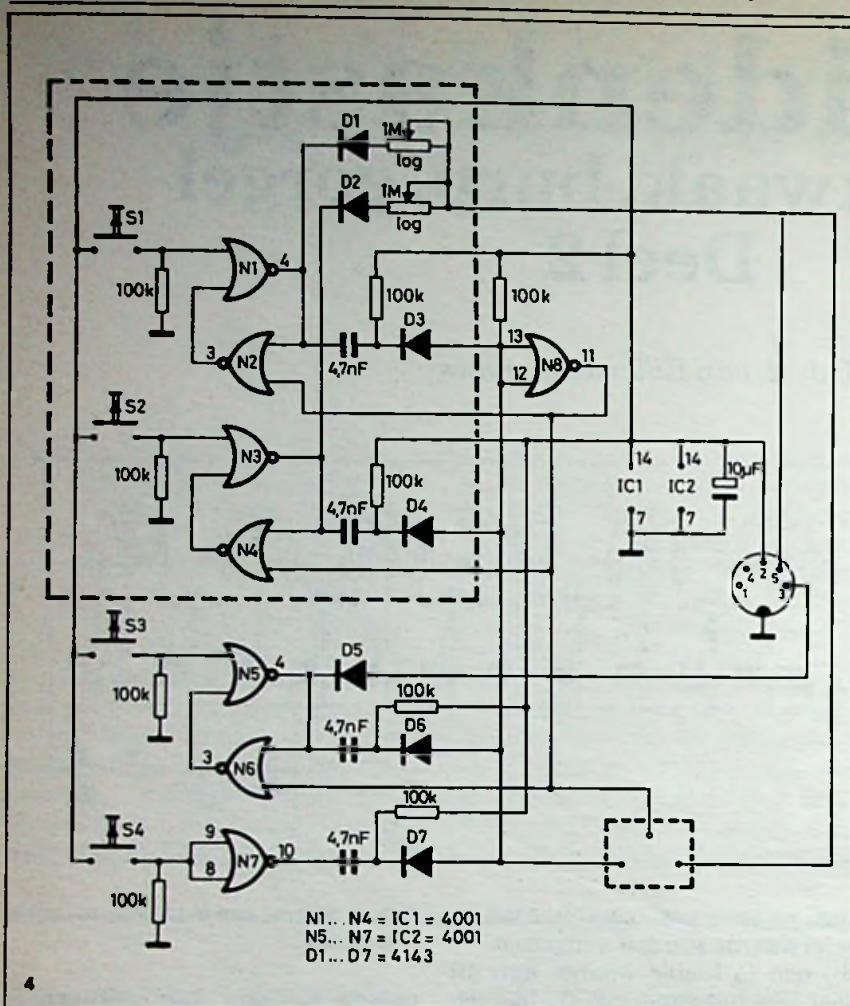 Deel 2
D1
1M
log
D2
1M
log
S1
100k
N1
4
100k
100k
D3
13
12
N8
11
3
N2
4,7nF
S2
100k
N3
100k
4,7nF
D4
N4
14
IC1
7
14
IC2
7
10µF
4
2
5
1
3
S3
100k
N5
4
D5
100k
4,7nF
D6
3
N6
100k
S4
9
8
N7
10
4,7nF
D7
100k
N1...N4 = IC1 = 4001
N5...N7 = IC2 = 4001
D1...D7 = 4143
4